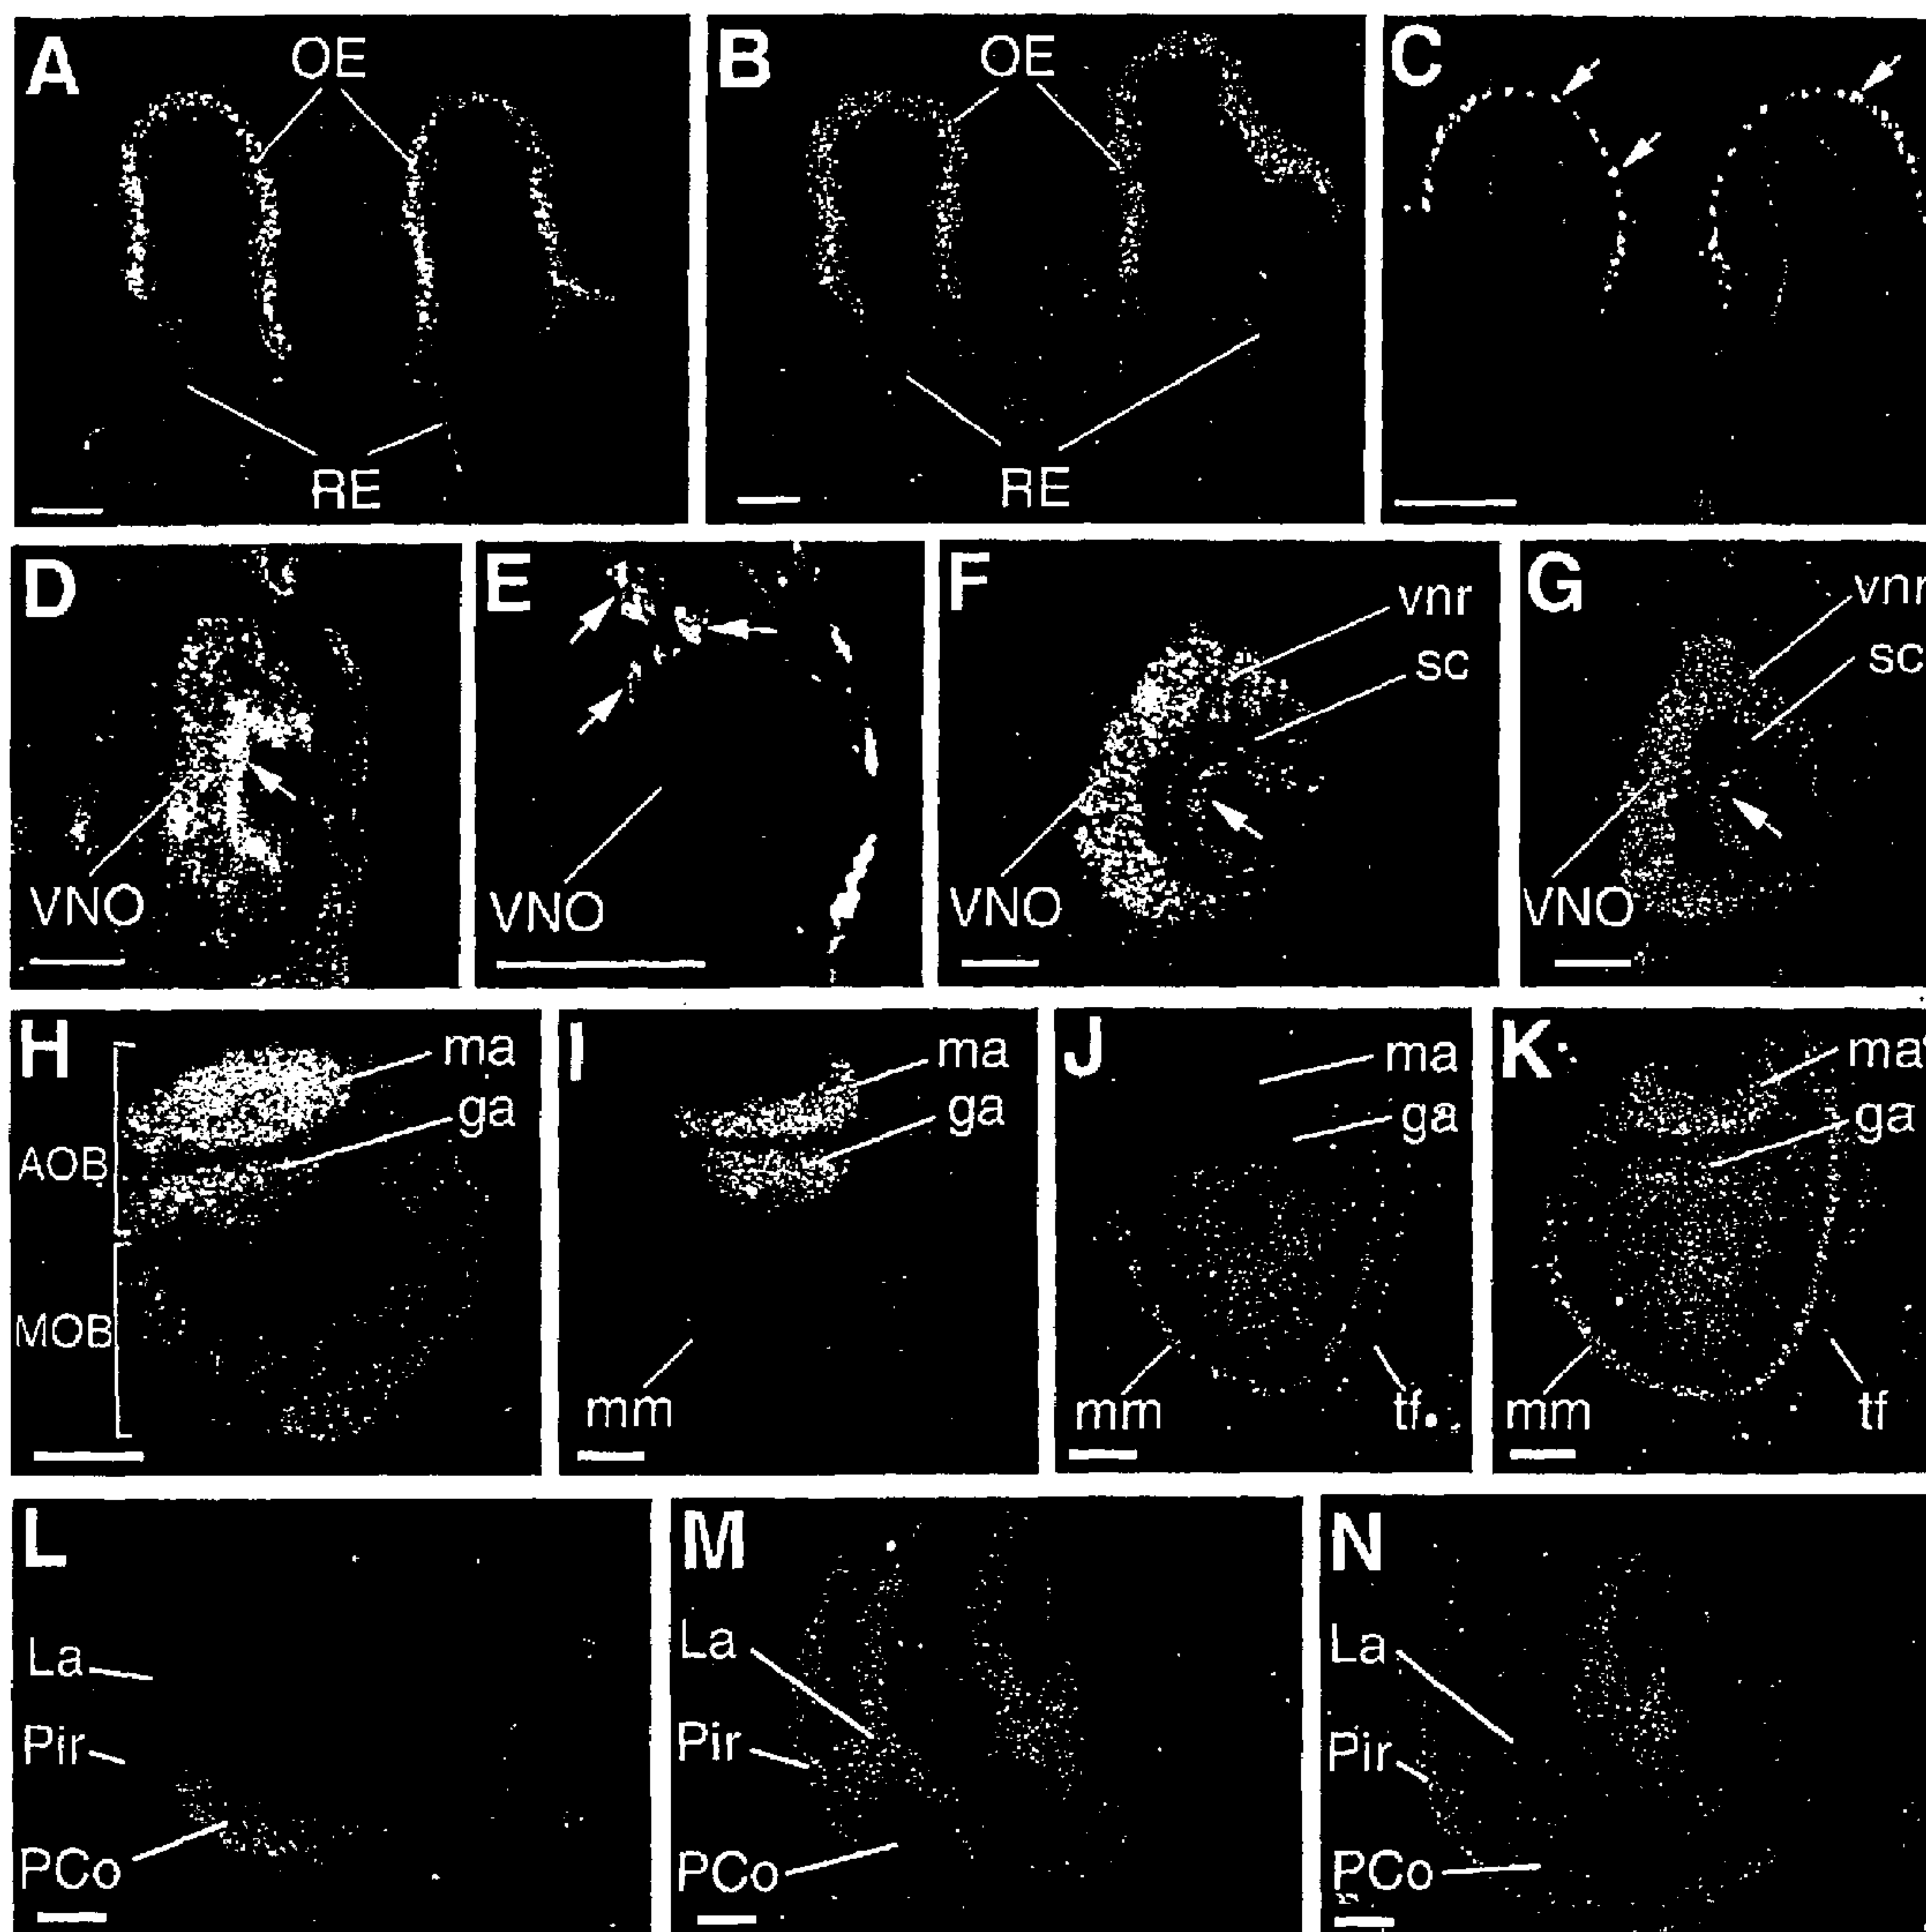 A OE RE
B OE RE
C
D VNO
E VNO
F vnr sc VNO
G vnr sc VNO
H ma ga AOB MOB
I ma ga mm
J ma ga mm tf
K ma ga mm tf
L La Pir PCo
M La Pir PCo
N La Pir PCo